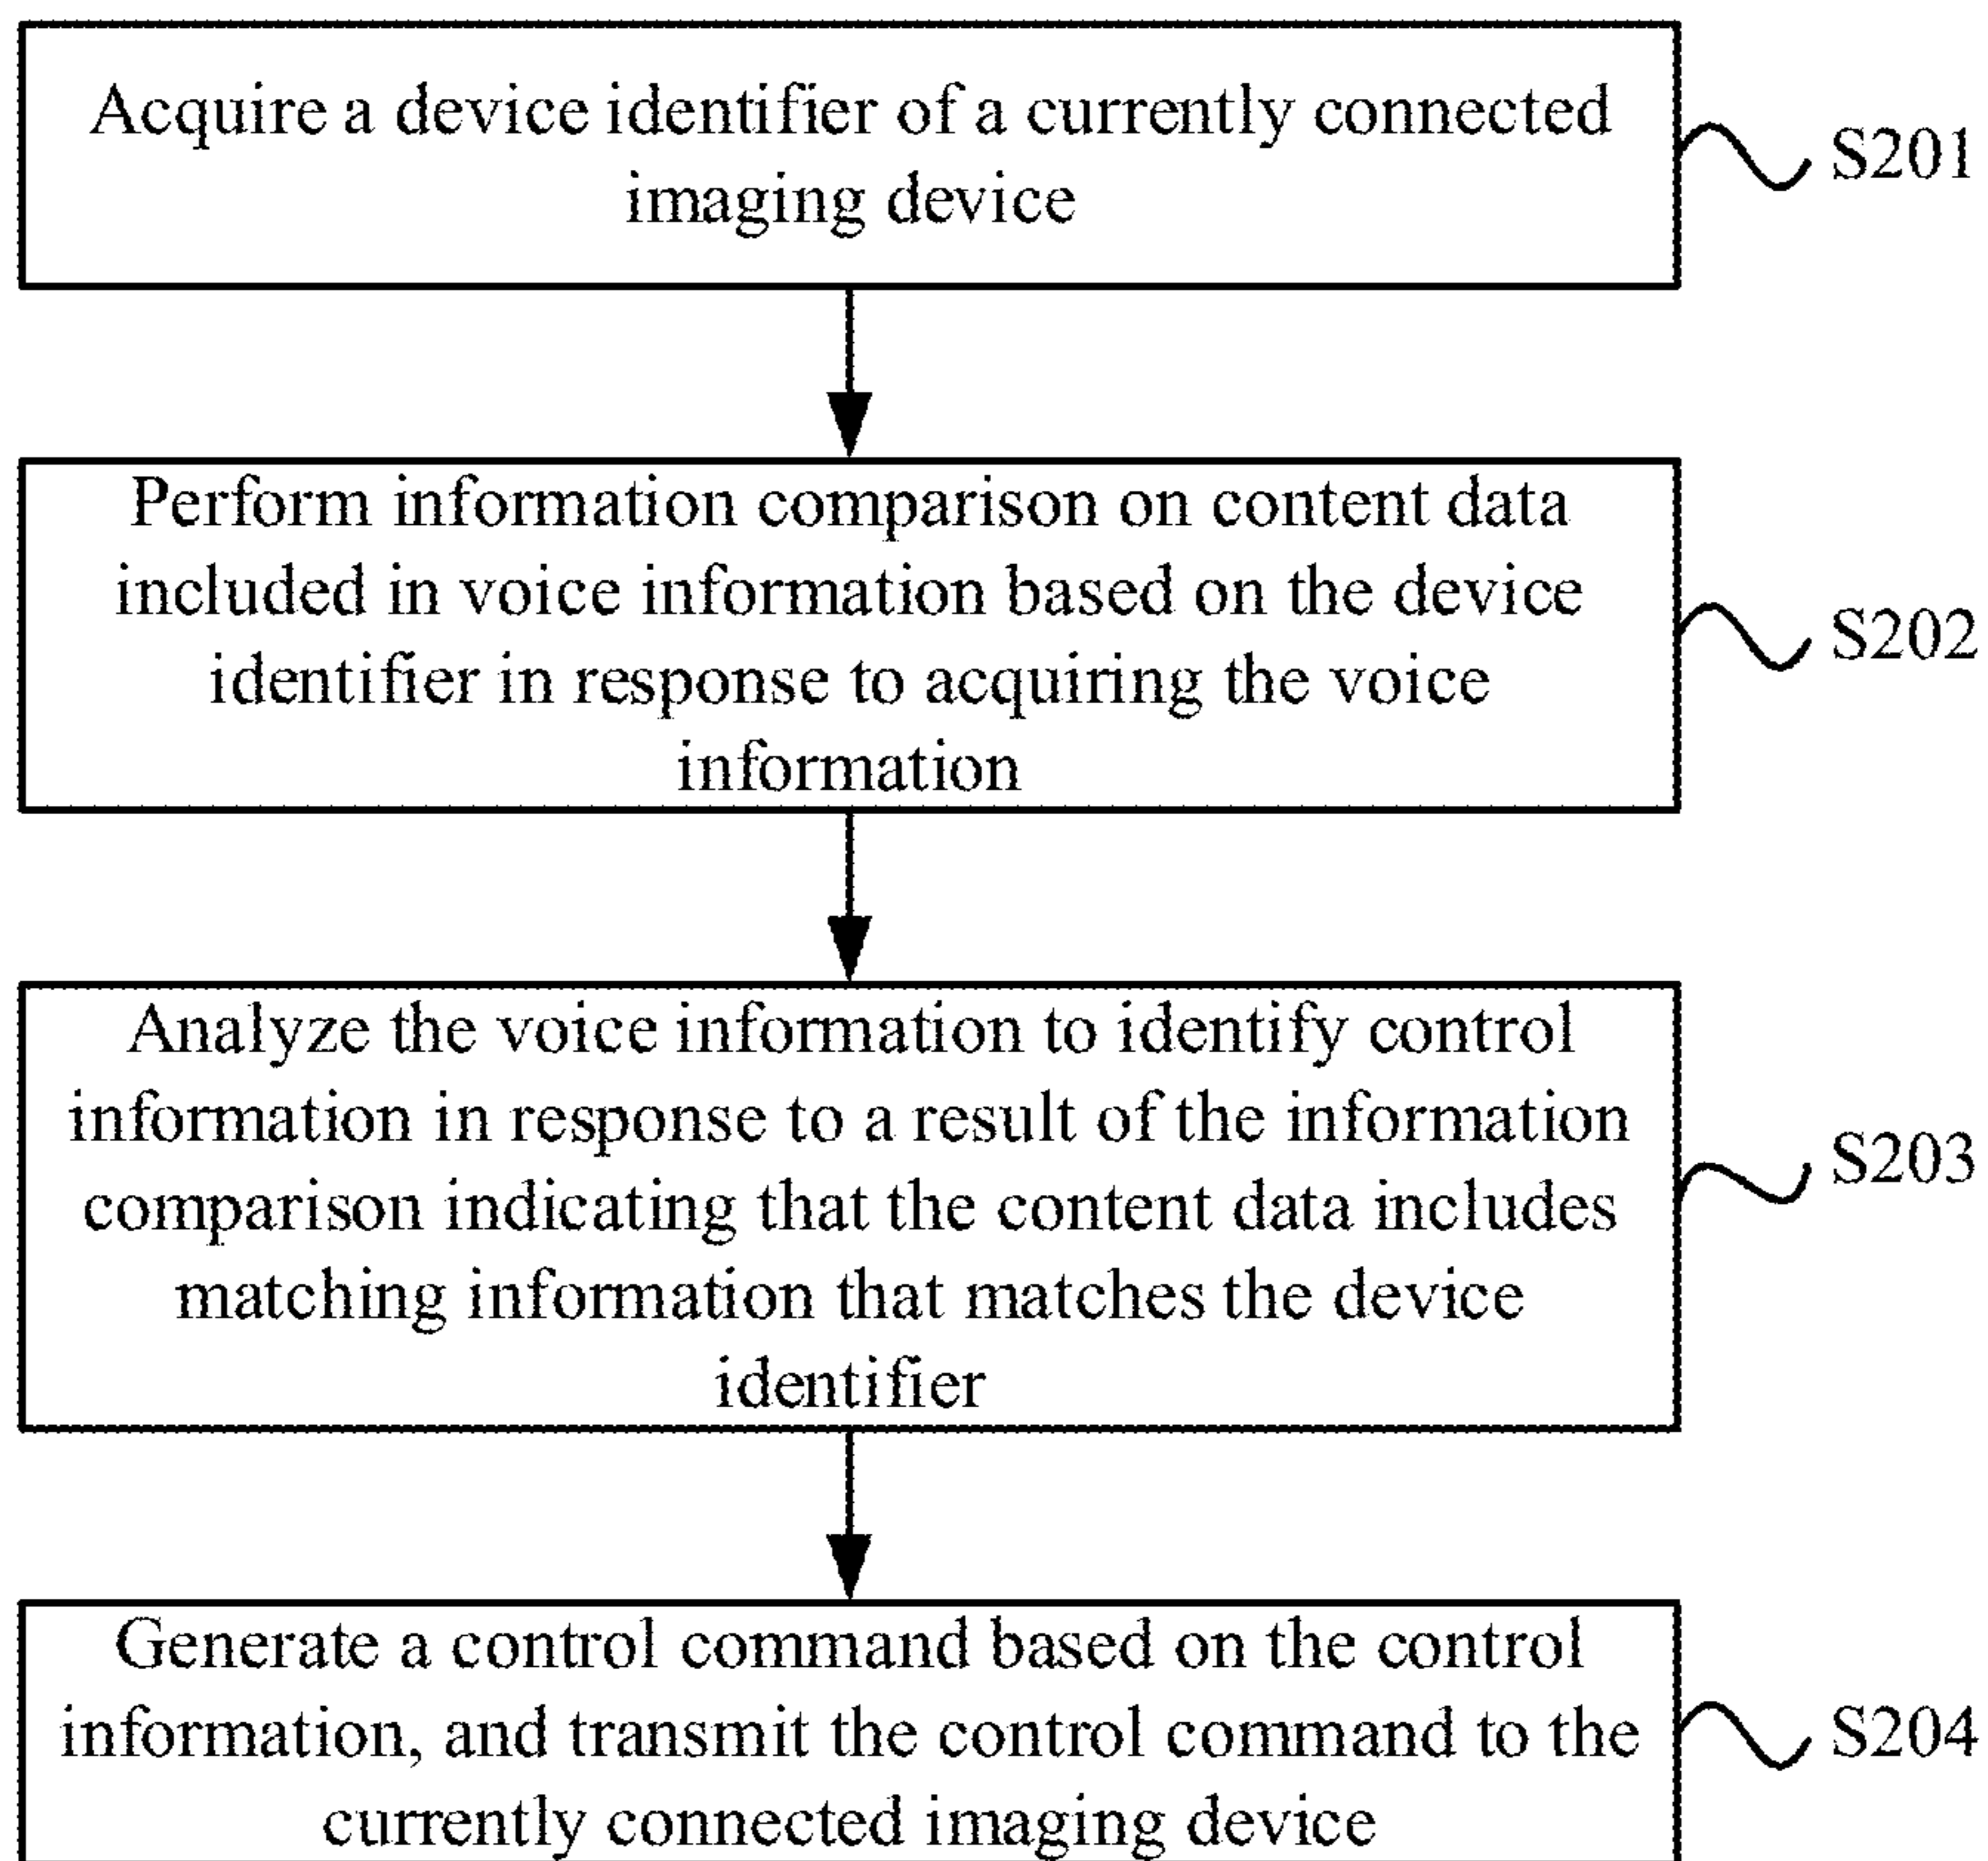 Acquire a device identifier of a currently connected
imaging device
S201
Perform information comparison on content data
included in voice information based on the device
identifier in response to acquiring the voice
information
S202
Analyze the voice information to identify control
information in response to a result of the information
comparison indicating that the content data includes
matching information that matches the device
identifier
S203
Generate a control command based on the control
information, and transmit the control command to the
currently connected imaging device
S204